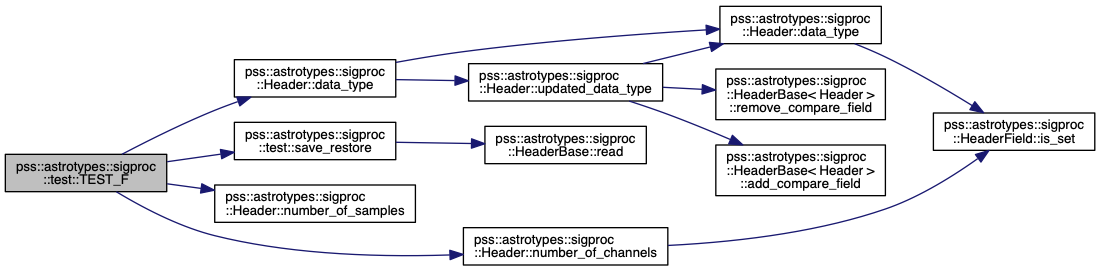 pss::astrotypes::sigproc
::test::TEST_F
pss::astrotypes::sigproc
::Header::data_type
pss::astrotypes::sigproc
::test::save_restore
pss::astrotypes::sigproc
::Header::number_of_samples
pss::astrotypes::sigproc
::Header::updated_data_type
pss::astrotypes::sigproc
::HeaderBase::read
pss::astrotypes::sigproc
::Header::number_of_channels
pss::astrotypes::sigproc
::Header::data_type
pss::astrotypes::sigproc
::HeaderBase< Header >
::remove_compare_field
pss::astrotypes::sigproc
::HeaderBase< Header >
::add_compare_field
pss::astrotypes::sigproc
::HeaderField::is_set